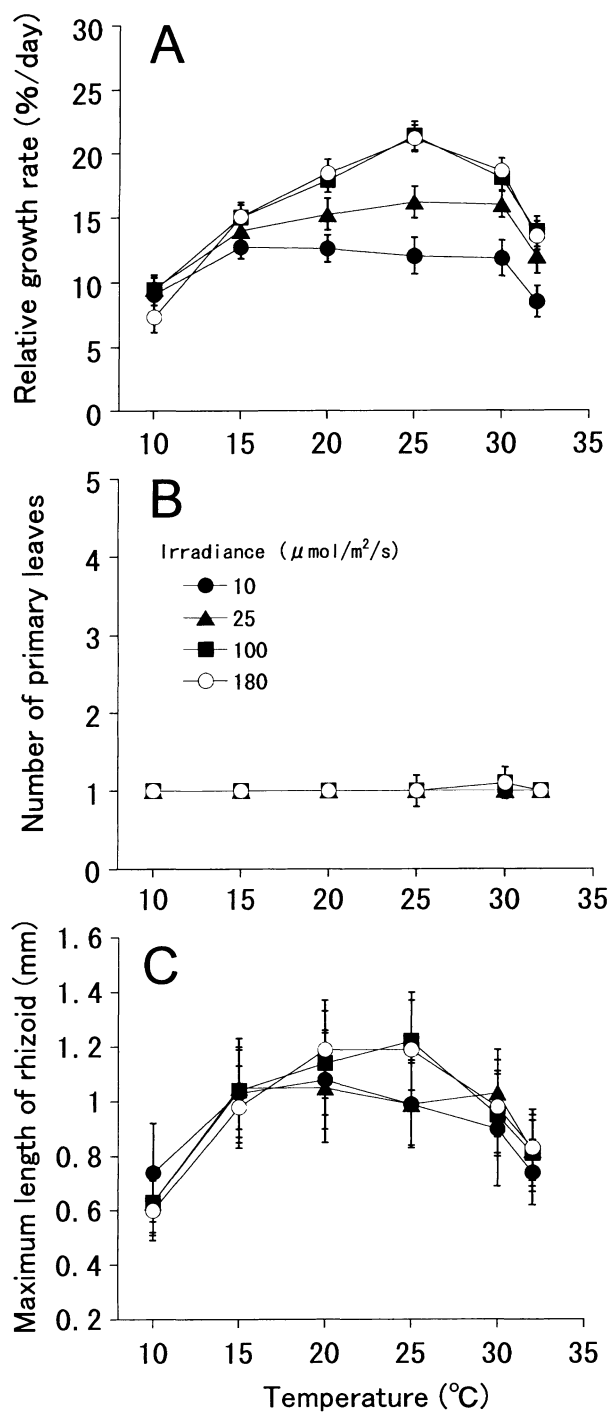 A
Relative growth rate (%/day)
30
25
20
15
10
5
0
10 15 20 25 30 35
B
Number of primary leaves
5
4
3
2
1
0
Irradiance (μmol/m²/s)
10
25
100
180
10 15 20 25 30 35
C
Maximum length of rhizoid (mm)
1.6
1.4
1.2
1
0.8
0.6
0.4
0.2
10 15 20 25 30 35
Temperature (℃)